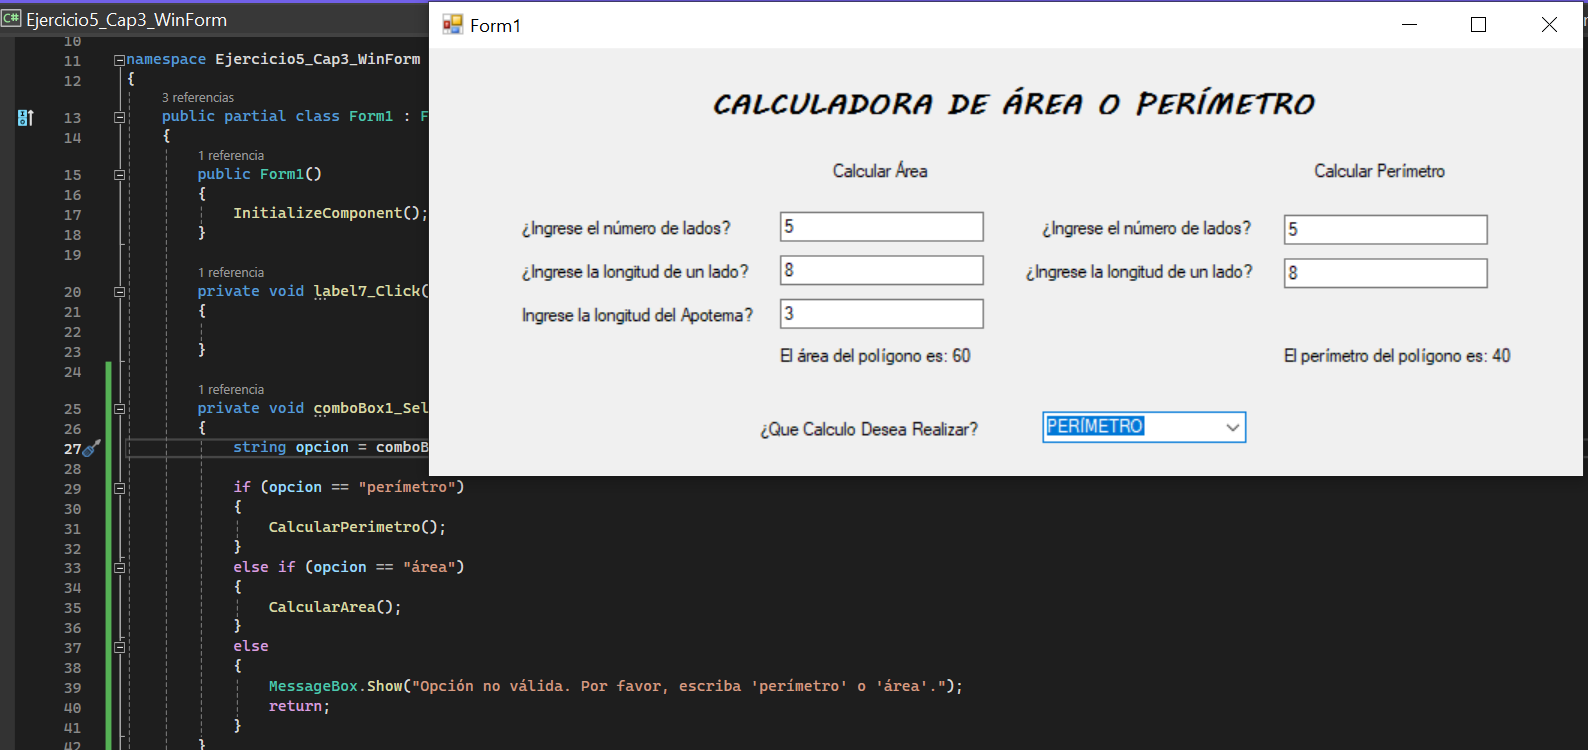 Ejercicio5_Cap3_WinForm
10
11 namespace Ejercicio5_Cap3_WinForm
12 {
3 referencias
13 public partial class Form1 : F
14 {
1 referencia
15 public Form1()
16 {
17 InitializeComponent();
18 }
19
1 referencia
20 private void label7_Click(
21 {
22
23 }
24
1 referencia
25 private void comboBox1_Sel
26 {
27 string opcion = comboB
28
29 if (opcion == "perímetro")
30 {
31 CalcularPerimetro();
32 }
33 else if (opcion == "área")
34 {
35 CalcularArea();
36 }
37 else
38 {
39 MessageBox.Show("Opción no válida. Por favor, escriba 'perímetro' o 'área'.");
40 return;
41 }
42 }
Form1
CALCULADORA DE ÁREA O PERÍMETRO
Calcular Área
¿Ingrese el número de lados? 5
¿Ingrese la longitud de un lado? 8
Ingrese la longitud del Apotema? 3
El área del polígono es: 60
Calcular Perímetro
¿Ingrese el número de lados? 5
¿Ingrese la longitud de un lado? 8
El perímetro del polígono es: 40
¿Que Calculo Desea Realizar? PERÍMETRO